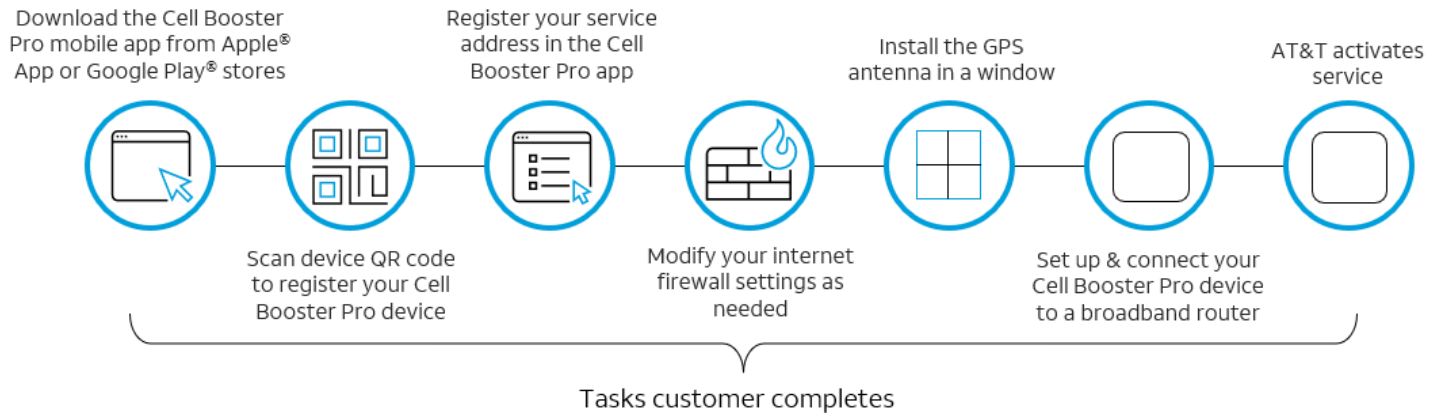 Download the Cell Booster
Pro mobile app from Apple®
App or Google Play® stores
Scan device QR code
to register your Cell
Booster Pro device
Register your service
address in the Cell
Booster Pro app
Modify your internet
firewall settings as
needed
Install the GPS
antenna in a window
Set up & connect your
Cell Booster Pro device
to a broadband router
AT&T activates
service
Tasks customer completes